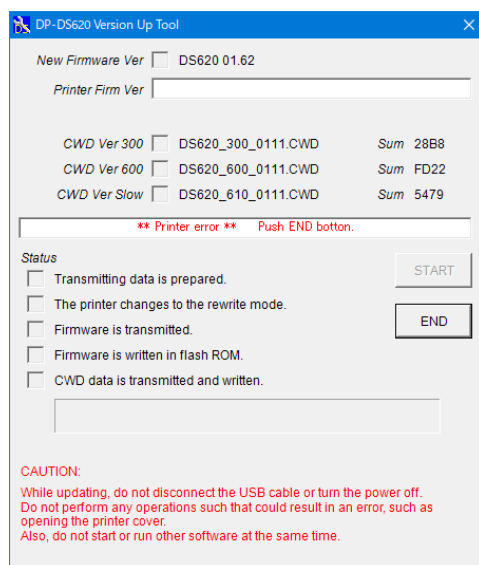 DP-DS620 Version Up Tool
New Firmware Ver DS620 01.62
Printer Firm Ver
CWD Ver 300 DS620_300_0111.CWD Sum 28B8
CWD Ver 600 DS620_600_0111.CWD Sum FD22
CWD Ver Slow DS620_610_0111.CWD Sum 5479
** Printer error ** Push END botton.
Status
START
Transmitting data is prepared.
The printer changes to the rewrite mode.
END
Firmware is transmitted.
Firmware is written in flash ROM.
CWD data is transmitted and written.
CAUTION:
While updating, do not disconnect the USB cable or turn the power off.
Do not perform any operations such that could result in an error, such as
opening the printer cover.
Also, do not start or run other software at the same time.